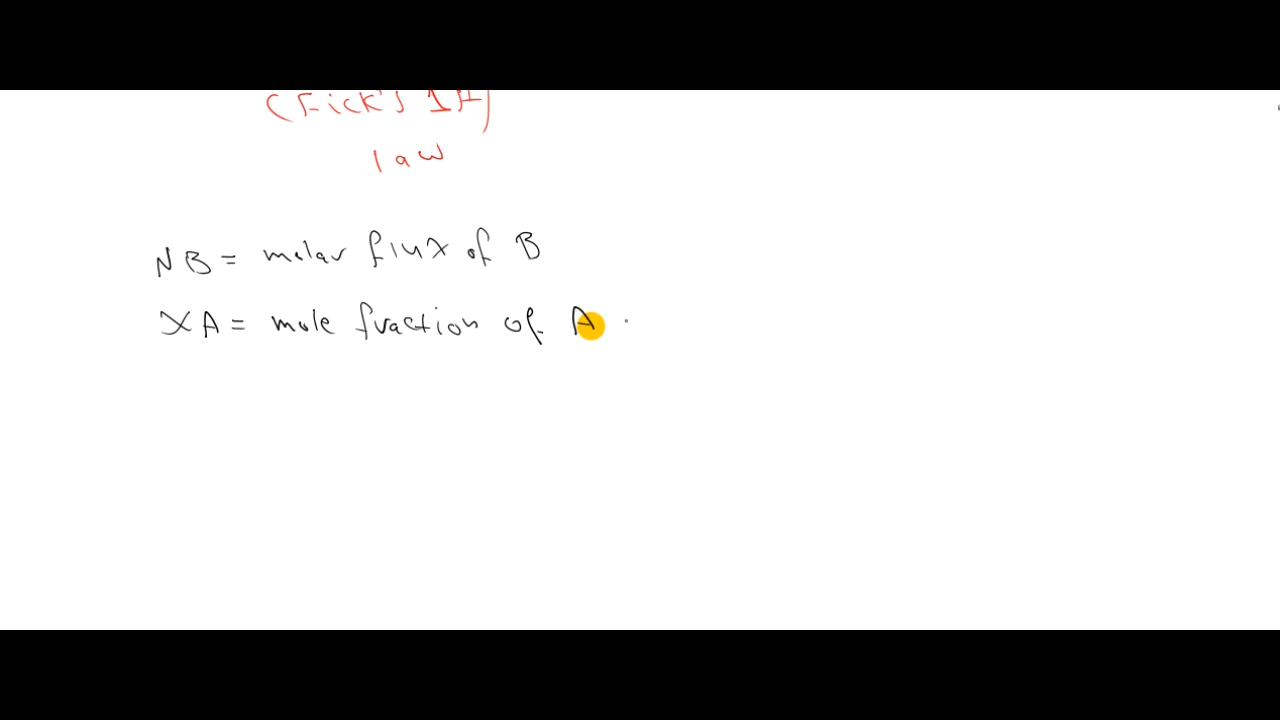 (Fick's 1st)
law
NB = molar flux of B
XA = mole fraction of A.